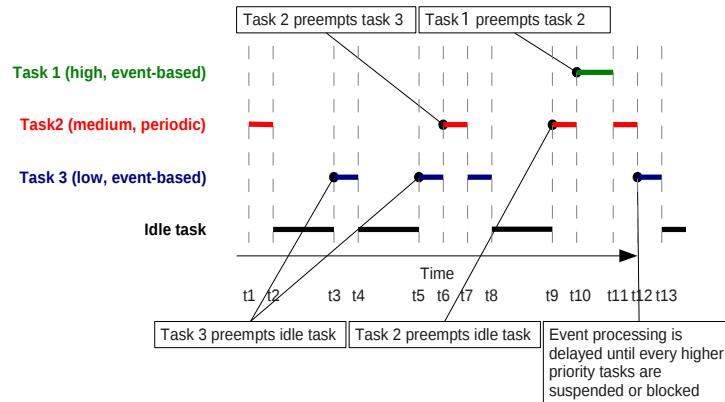 Task 2 preempts task 3
Task 1 preempts task 2
Task 1 (high, event-based)
Task2 (medium, periodic)
Task 3 (low, event-based)
Idle task
Time
t1 t2 t3 t4 t5 t6 t7 t8 t9 t10 t11 t12 t13
Task 3 preempts idle task
Task 2 preempts idle task
Event processing is
delayed until every higher
priority tasks are
suspended or blocked